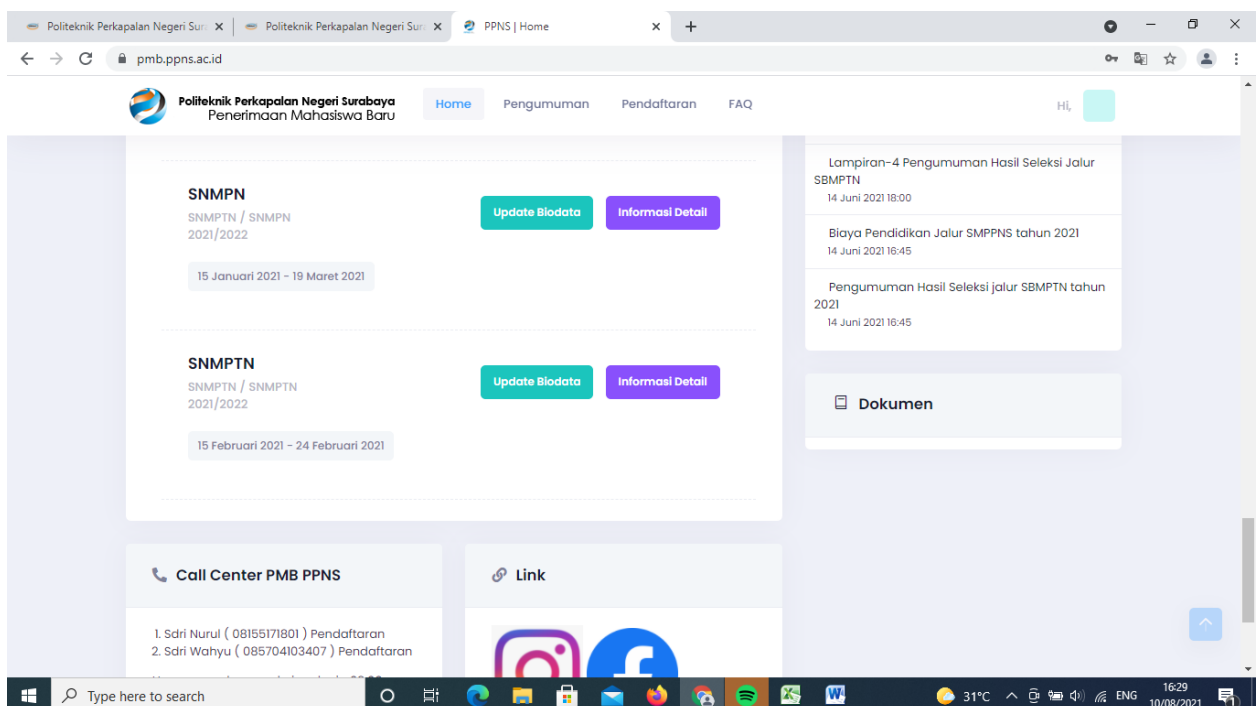 Politeknik Perkapalan Negeri Sur
Politeknik Perkapalan Negeri Sur
PPNS | Home
pmb.ppns.ac.id
Politeknik Perkapalan Negeri Surabaya
Penerimaan Mahasiswa Baru
Home
Pengumuman
Pendaftaran
FAQ
Hi,
SNMPN
SNMPTN / SNMPN
2021/2022
Update Biodata
Informasi Detail
15 Januari 2021 - 19 Maret 2021
SNMPTN
SNMPTN / SNMPTN
2021/2022
Update Biodata
Informasi Detail
15 Februari 2021 - 24 Februari 2021
Lampiran-4 Pengumuman Hasil Seleksi Jalur
SBMPTN
14 Juni 2021 18:00
Biaya Pendidikan Jalur SMPPNS tahun 2021
14 Juni 2021 16:45
Pengumuman Hasil Seleksi jalur SBMPTN tahun
2021
14 Juni 2021 16:45
Dokumen
Call Center PMB PPNS
1. Sdri Nurul ( 08155171801 ) Pendaftaran
2. Sdri Wahyu ( 085704103407 ) Pendaftaran
Link
Type here to search
31°C
ENG
16:29
10/08/2021